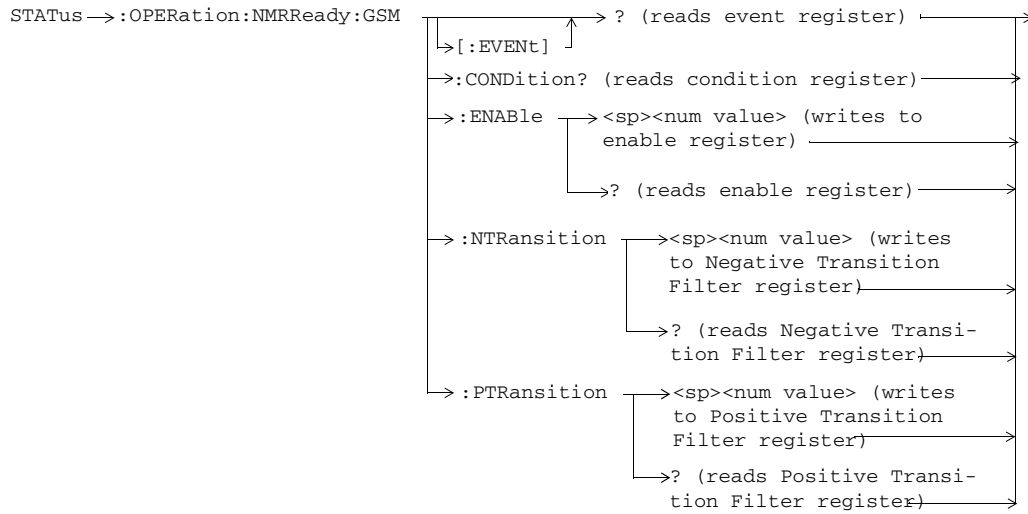 STATus :OPERation:NMRReady:GSM ? (reads event register)
[:EVENt]
:CONDition? (reads condition register)
:ENABle <sp><num value> (writes to
enable register)
? (reads enable register)
:NTRansition <sp><num value> (writes
to Negative Transition
Filter register)
? (reads Negative Transi-
tion Filter register)
:PTRansition <sp><num value> (writes
to Positive Transition
Filter register)
? (reads Positive Transi-
tion Filter register)